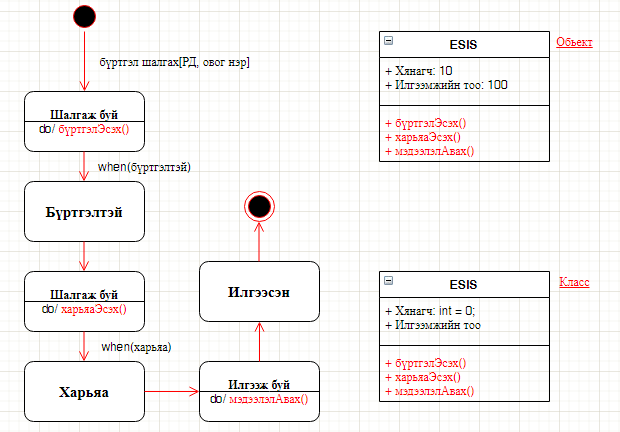 бүртгэл шалгах[РД, овог нэр]
Шалгаж буй
do/ бүртгэлЭсэх()
when(бүртгэлтэй)
Бүртгэлтэй
Шалгаж буй
do/ харьяаЭсэх()
when(харьяа)
Харьяа
Илгээж буй
do/ мэдээлэлАвах()
Илгээсэн
ESIS
Обьект
+ Хянагч: 10
+ Илгээмжийн тоо: 100
+ бүртгэлЭсэх()
+ харьяаЭсэх()
+ мэдээлэлАвах()
ESIS
Класс
+ Хянагч: int = 0;
+ Илгээмжийн тоо
+ бүртгэлЭсэх()
+ харьяаЭсэх()
+ мэдээлэлАвах()